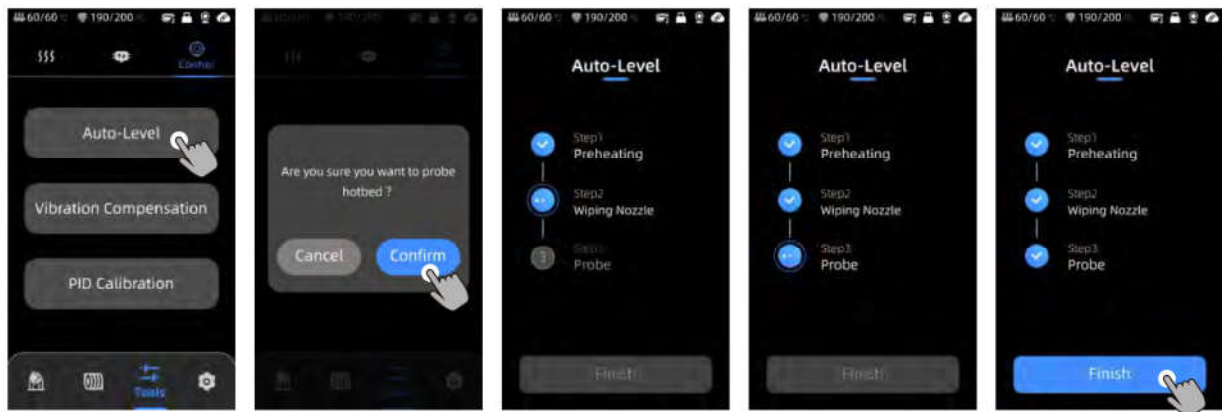 60/60 °C 190/200
Control
Auto-Level
Vibration Compensation
PID Calibration
Tools
Are you sure you want to probe
hotbed ?
Cancel
Confirm
60/60 °C 190/200
Auto-Level
Step1
Preheating
Step2
Wiping Nozzle
Step3
3
Probe
Finish
60/60 °C 190/200
Auto-Level
Step1
Preheating
Step2
Wiping Nozzle
Step3
Probe
Finish
60/60 °C 190/200
Auto-Level
Step1
Preheating
Step2
Wiping Nozzle
Step3
Probe
Finish